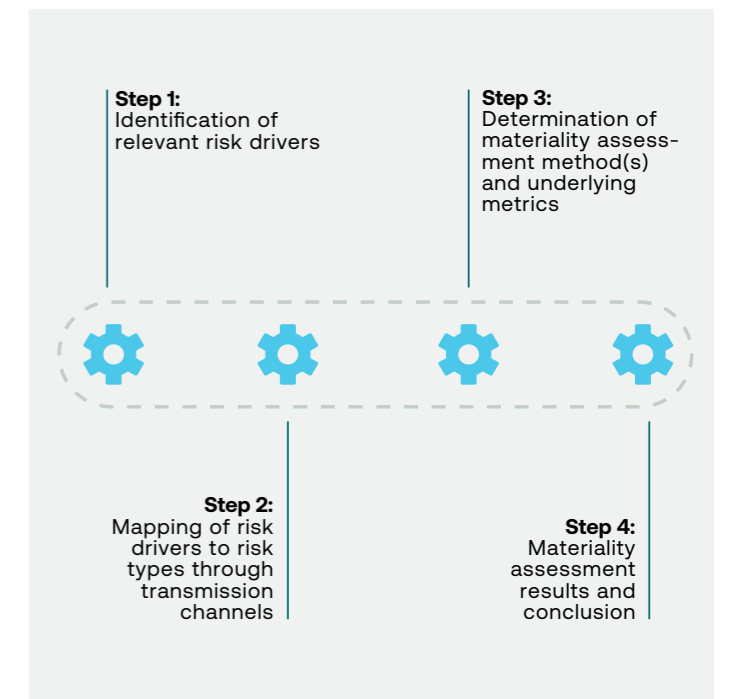 Step 1:
Identification of
relevant risk drivers
Step 3:
Determination of
materiality assess-
ment method(s)
and underlying
metrics
Step 2:
Mapping of risk
drivers to risk
types through
transmission
channels
Step 4:
Materiality
assessment
results and
conclusion